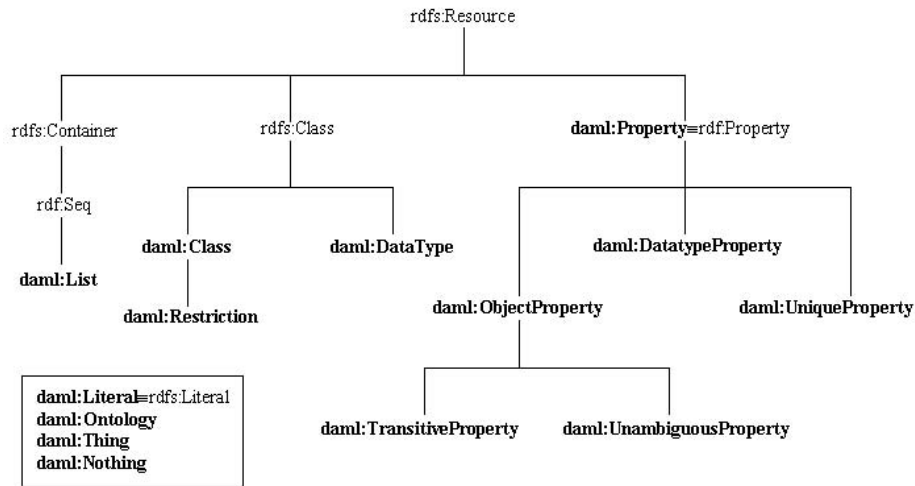 rdfs:Resource
rdfs:Container
rdfs:Class
daml:Property≡rdf:Property
rdf:Seq
daml:Class
daml:DataType
daml:DatatypeProperty
daml:List
daml:Restriction
daml:ObjectProperty
daml:UniqueProperty
daml:Literal≡rdfs:Literal
daml:Ontology
daml:Thing
daml:Nothing
daml:TransitiveProperty
daml:UnambiguousProperty